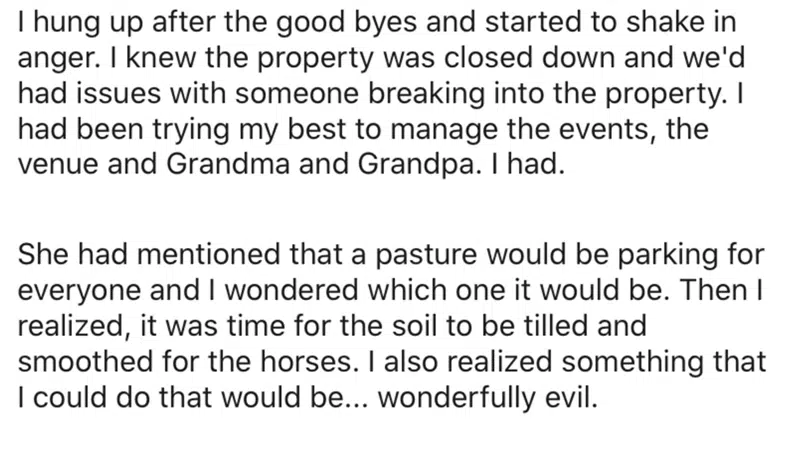 I hung up after the good byes and started to shake in
anger. I knew the property was closed down and we'd
had issues with someone breaking into the property. I
had been trying my best to manage the events, the
venue and Grandma and Grandpa. I had.
She had mentioned that a pasture would be parking for
everyone and I wondered which one it would be. Then I
realized, it was time for the soil to be tilled and
smoothed for the horses. I also realized something that
I could do that would be... wonderfully evil.